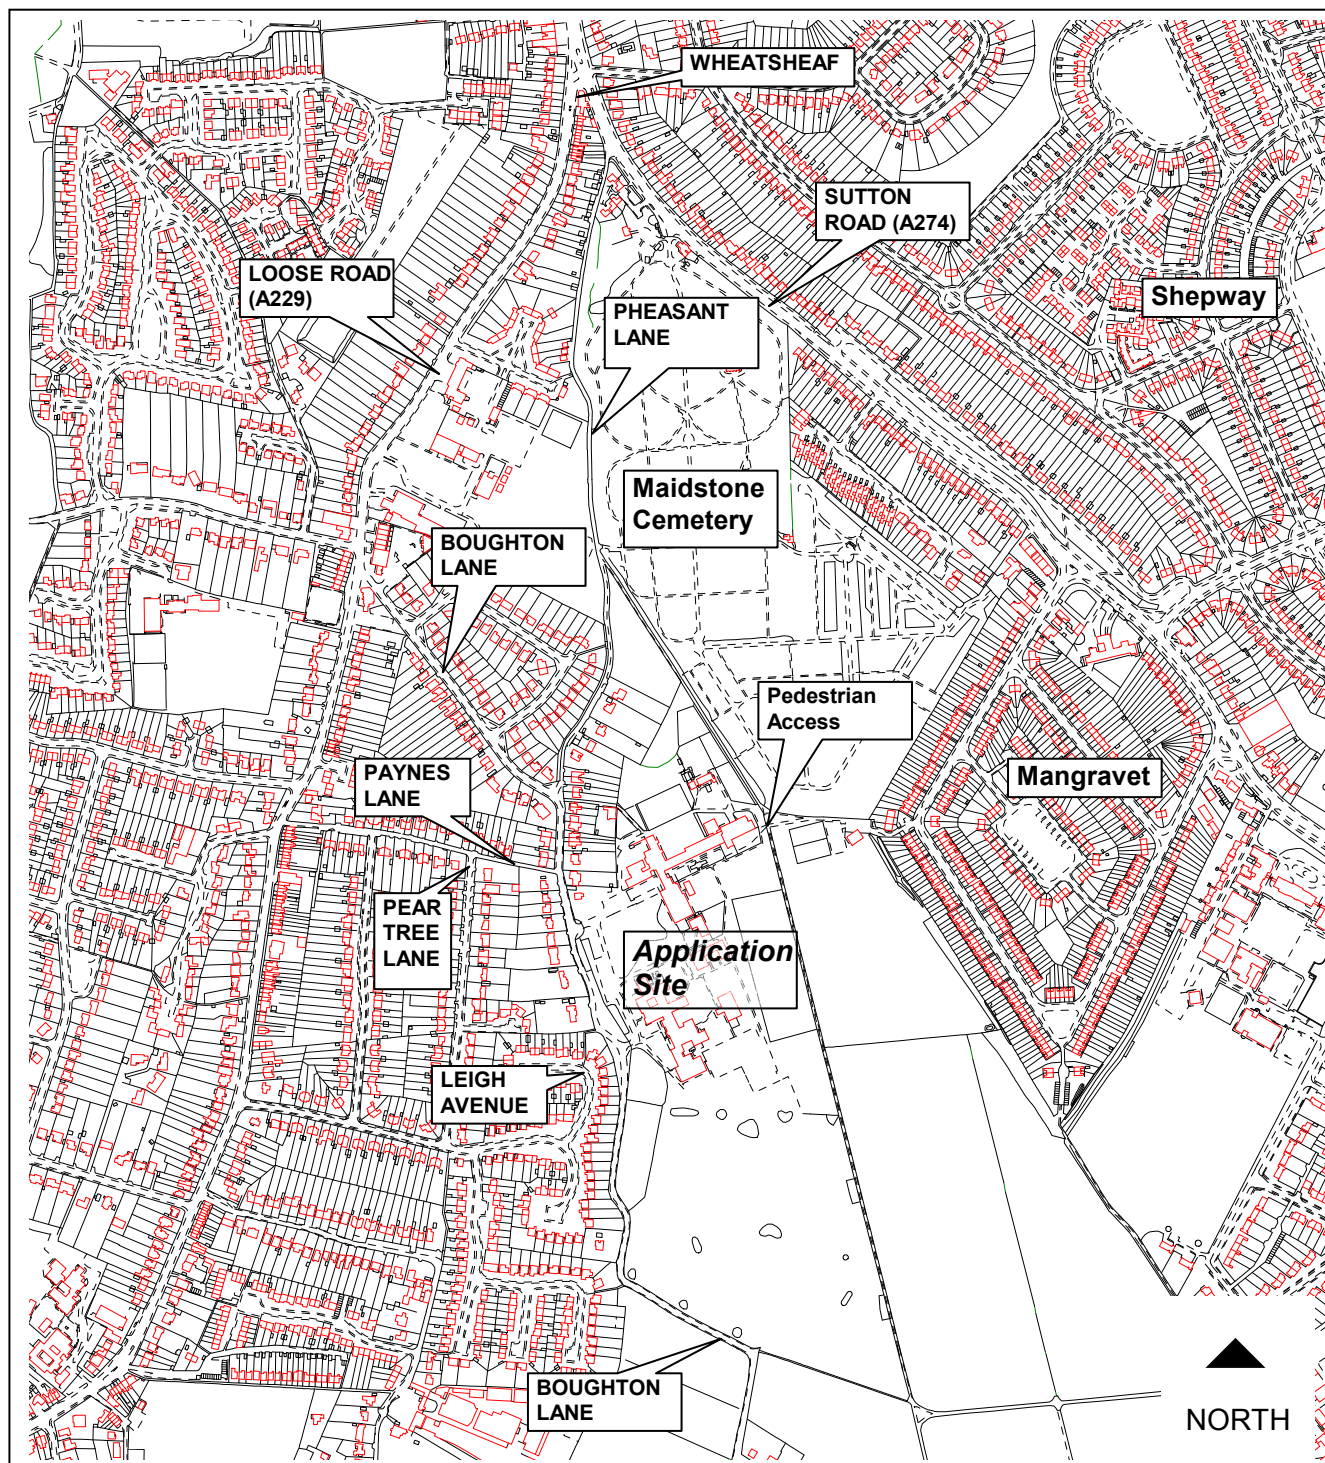 WHEATSHEAF
SUTTON
ROAD (A274)
LOOSE ROAD
(A229)
Shepway
PHEASANT
LANE
Maidstone
Cemetery
BOUGHTON
LANE
Pedestrian
Access
PAYNES
LANE
Mangravet
PEAR
TREE
LANE
Application
Site
LEIGH
AVENUE
BOUGHTON
LANE
NORTH